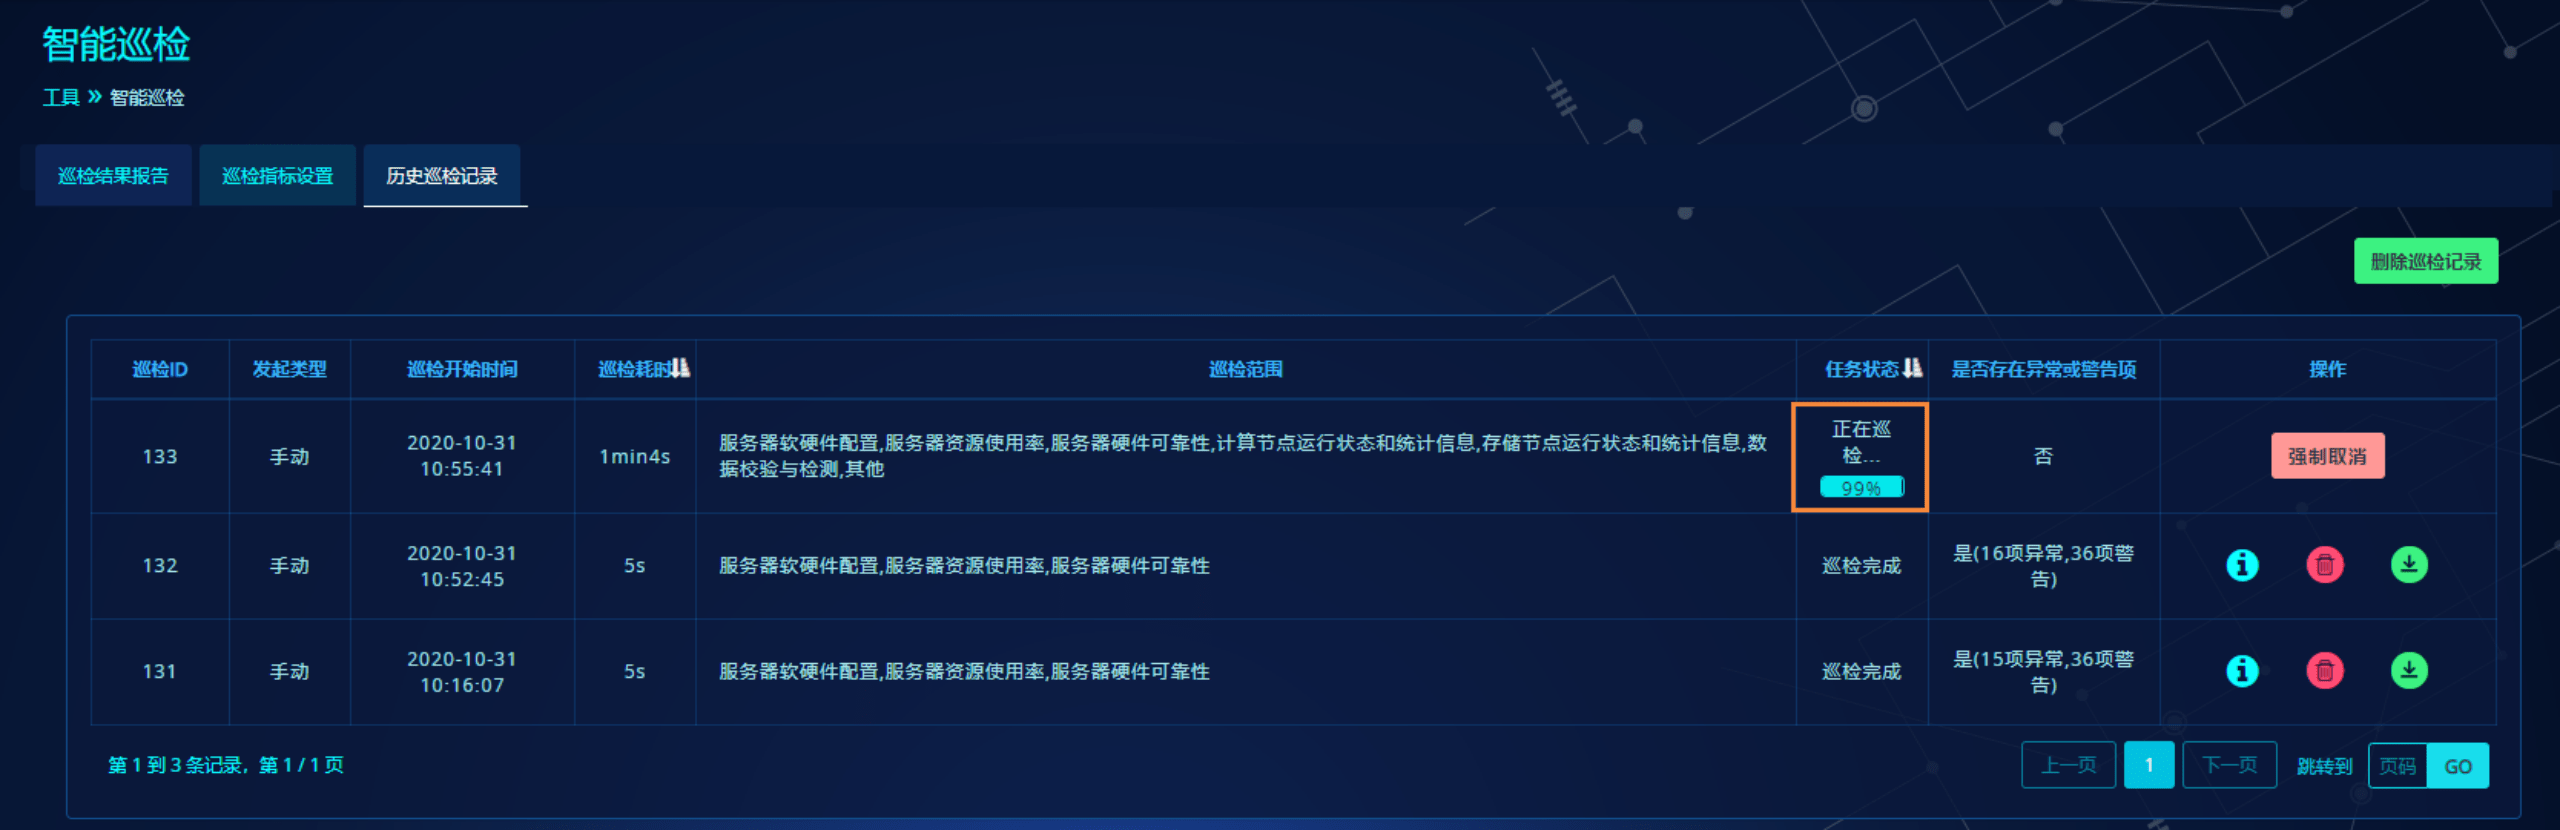 智能巡检
工具 » 智能巡检
巡检结果报告 巡检指标设置 历史巡检记录
删除巡检记录
巡检ID 发起类型 巡检开始时间 巡检耗时 巡检范围 任务状态 是否存在异常或警告项 操作
133 手动 2020-10-31 10:55:41 1min4s 服务器软硬件配置,服务器资源使用率,服务器硬件可靠性,计算节点运行状态和统计信息,存储节点运行状态和统计信息,数
据校验与检测,其他
正在巡
检...
99%
否 强制取消
132 手动 2020-10-31 10:52:45 5s 服务器软硬件配置,服务器资源使用率,服务器硬件可靠性 巡检完成 是(16项异常,36项警
告)
131 手动 2020-10-31 10:16:07 5s 服务器软硬件配置,服务器资源使用率,服务器硬件可靠性 巡检完成 是(15项异常,36项警
告)
第 1 到 3 条记录, 第 1 / 1 页 上一页 1 下一页 跳转到 页码 GO